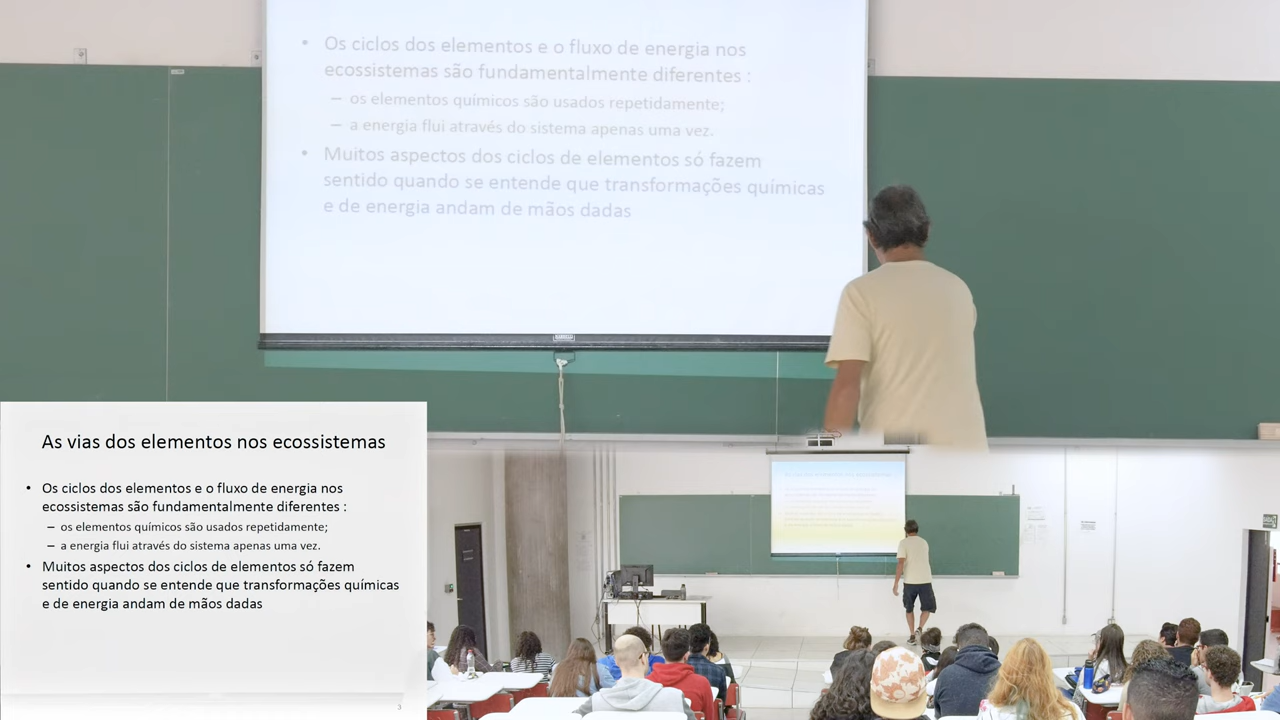 • Os ciclos dos elementos e o fluxo de energia nos
ecossistemas são fundamentalmente diferentes :
– os elementos químicos são usados repetidamente;
– a energia flui através do sistema apenas uma vez.
• Muitos aspectos dos ciclos de elementos só fazem
sentido quando se entende que transformações químicas
e de energia andam de mãos dadas
As vias dos elementos nos ecossistemas
• Os ciclos dos elementos e o fluxo de energia nos
ecossistemas são fundamentalmente diferentes :
– os elementos químicos são usados repetidamente;
– a energia flui através do sistema apenas uma vez.
• Muitos aspectos dos ciclos de elementos só fazem
sentido quando se entende que transformações químicas
e de energia andam de mãos dadas
3